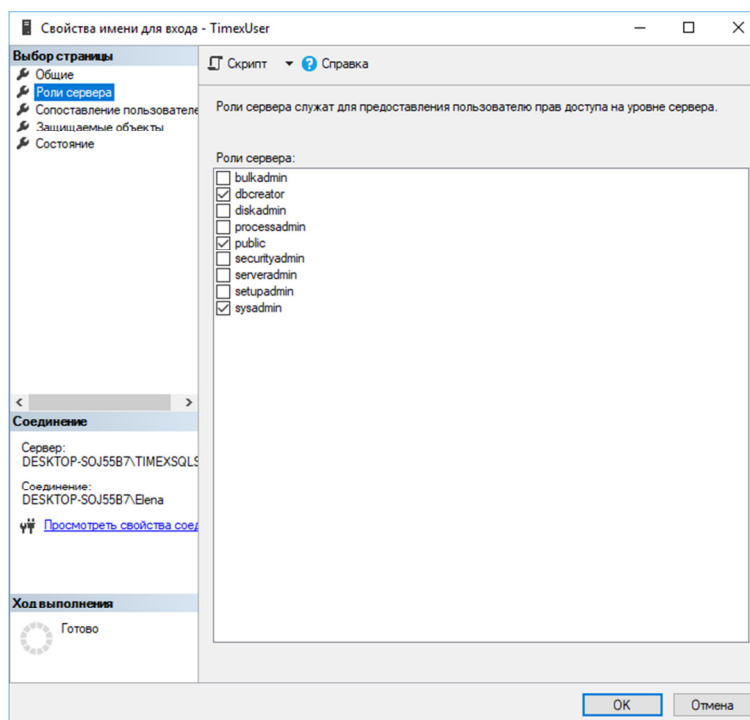 Свойства имени для входа - TimexUser
Выбор страницы
Общие
Роли сервера
Сопоставление пользователе
Защищаемые объекты
Состояние
Соединение
Сервер:
DESKTOP-SOJ55B7\TIMEXSQLS
Соединение:
DESKTOP-SOJ55B7\Elena
Просмотреть свойства соед
Ход выполнения
Готово
Скрипт
Справка
Роли сервера служат для предоставления пользователю прав доступа на уровне сервера.
Роли сервера:
bulkadmin
dbcreator
diskadmin
processadmin
public
securityadmin
serveradmin
setupadmin
sysadmin
OK
Отмена